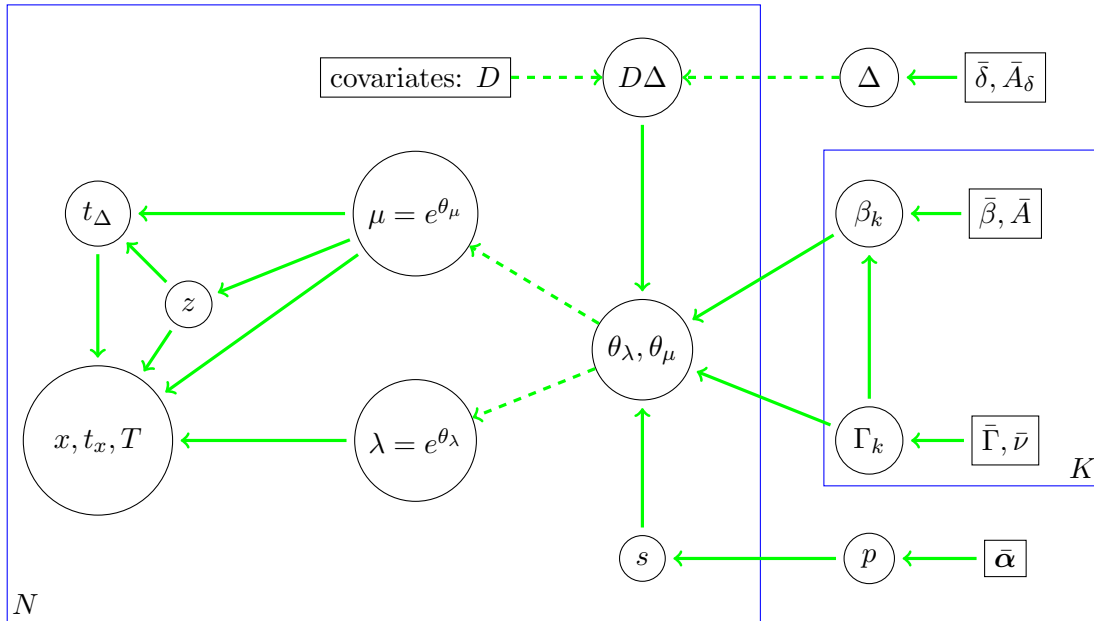 covariates: D
DΔ
Δ
δ̄, Ā_δ
t_Δ
μ = e^{θ_μ}
β_k
β̄, Ā
z
θ_λ, θ_μ
x, t_x, T
λ = e^{θ_λ}
Γ_k
Γ̄, ν̄
K
s
p
ᾱ
N